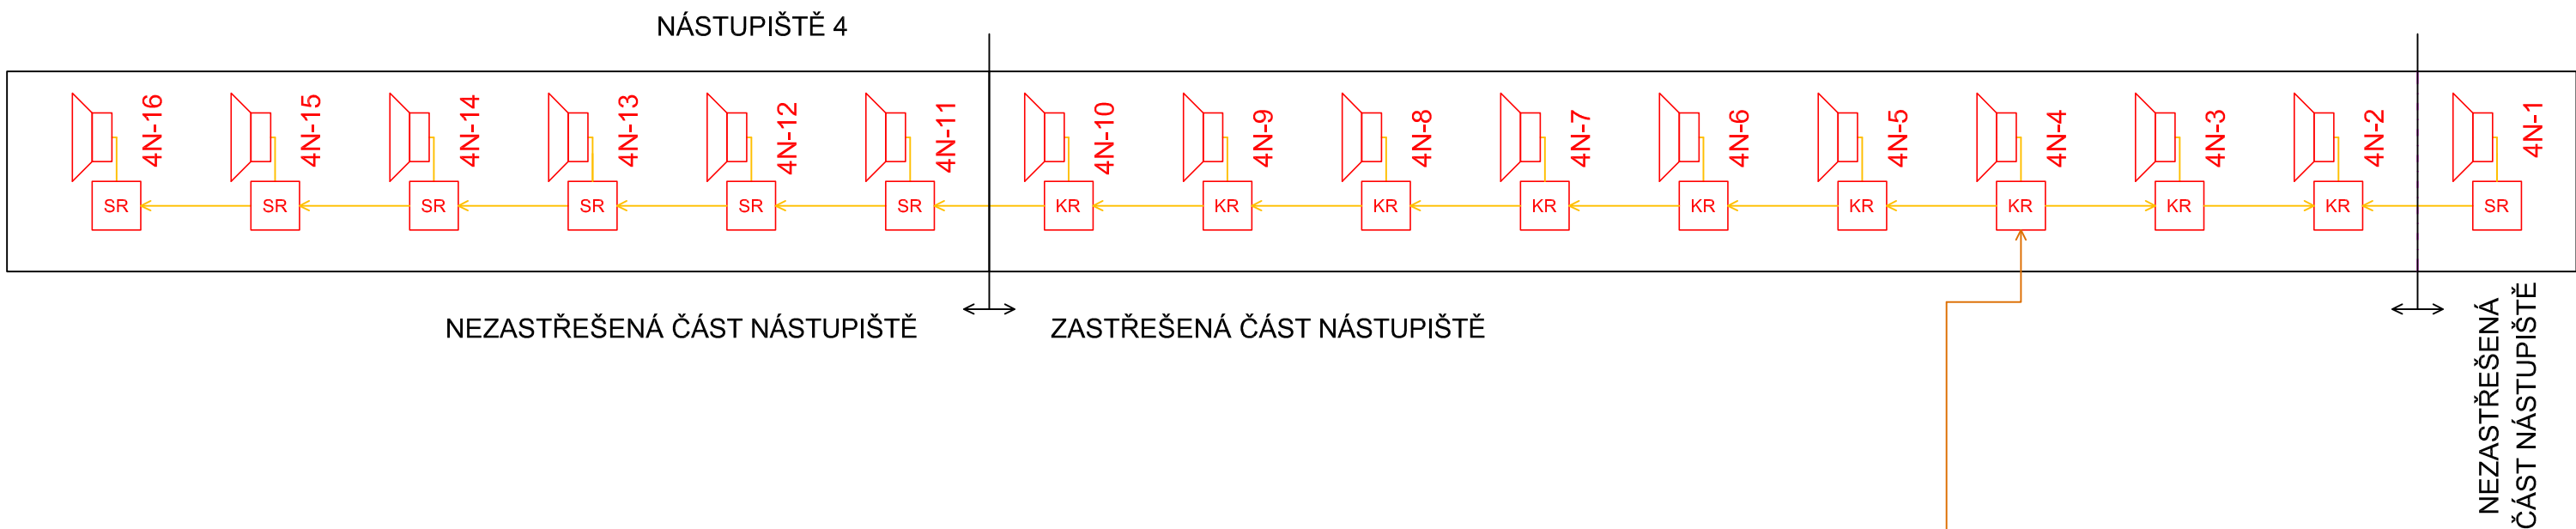 NÁSTUPIŠTĚ 4
4N-16
4N-15
4N-14
4N-13
4N-12
4N-11
4N-10
4N-9
4N-8
4N-7
4N-6
4N-5
4N-4
4N-3
4N-2
4N-1
SR
SR
SR
SR
SR
SR
KR
KR
KR
KR
KR
KR
KR
KR
KR
SR
NEZASTŘEŠENÁ ČÁST NÁSTUPIŠTĚ
ZASTŘEŠENÁ ČÁST NÁSTUPIŠTĚ
NEZASTŘEŠENÁ
ČÁST NÁSTUPIŠTĚ